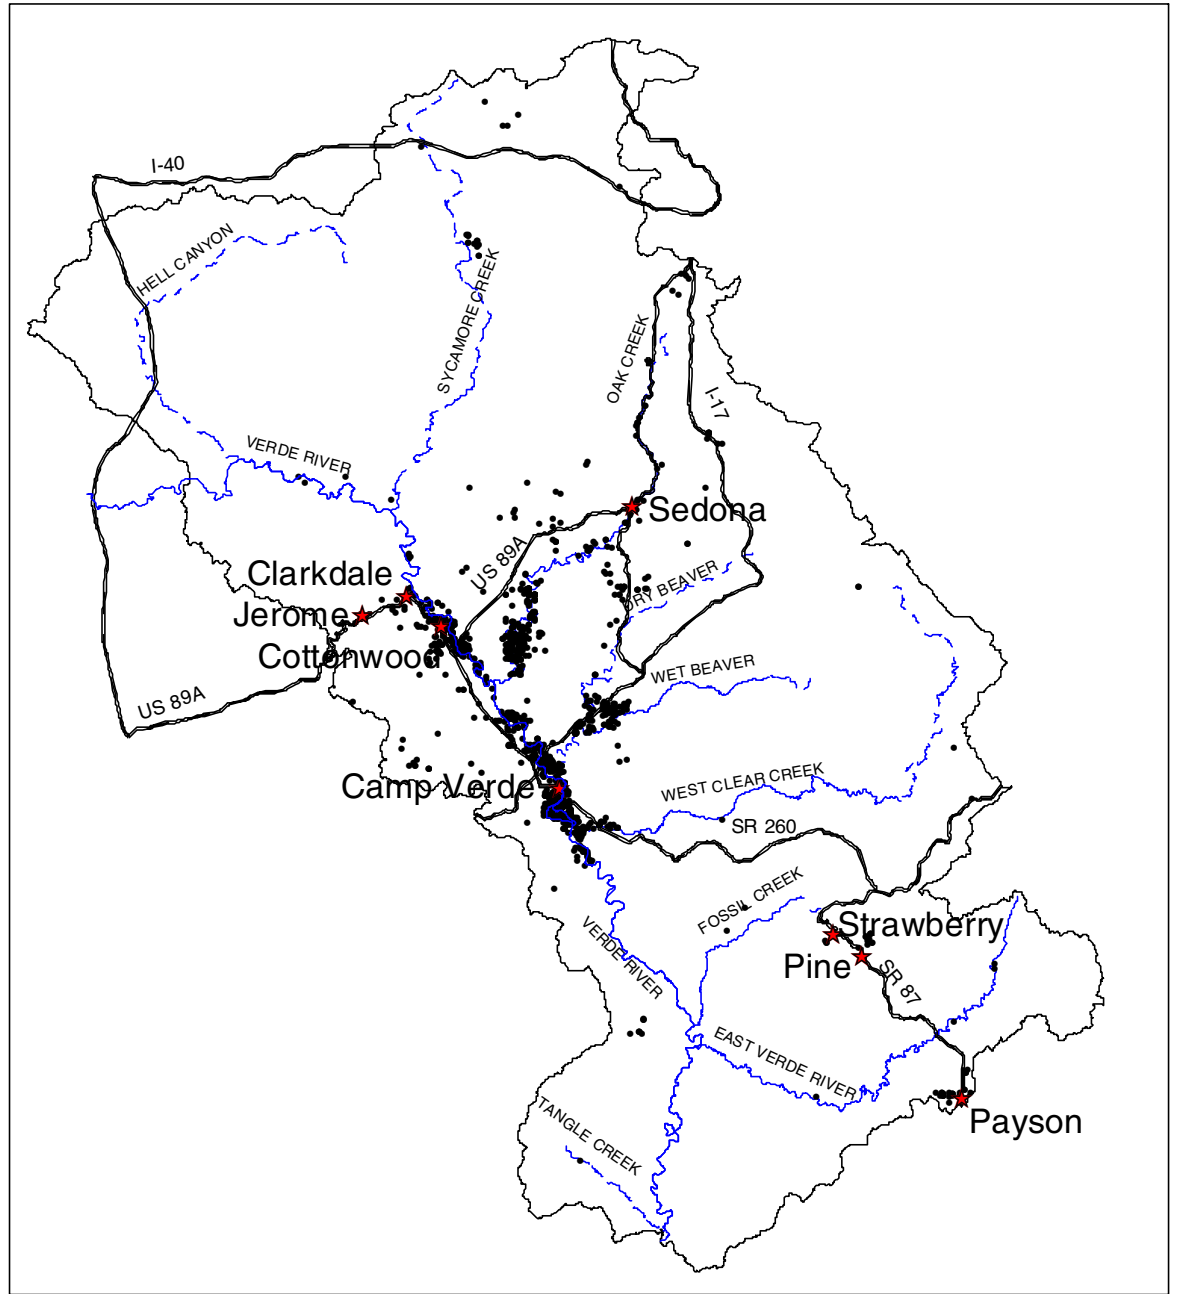 I-40
HELL CANYON
SYCAMORE CREEK
OAK CREEK
I-17
VERDE RIVER
Sedona
US 89A
Clarkdale
DRY BEAVER
Jerome
Cottonwood
WET BEAVER
US 89A
Camp Verde
WEST CLEAR CREEK
SR 260
FOSSIL CREEK
Strawberry
VERDE RIVER
Pine
SR 87
EAST VERDE RIVER
TANGLE CREEK
Payson